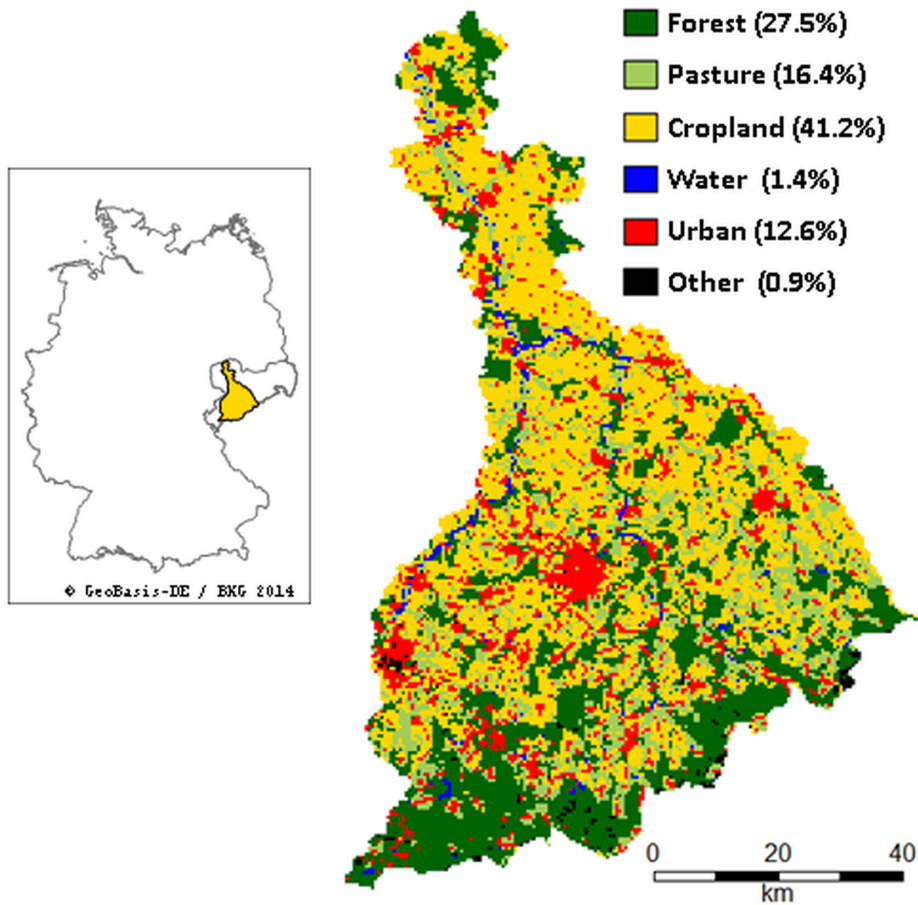 Forest (27.5%)
Pasture (16.4%)
Cropland (41.2%)
Water (1.4%)
Urban (12.6%)
Other (0.9%)
© GeoBasis-DE / BKG 2014
0 20 40
km